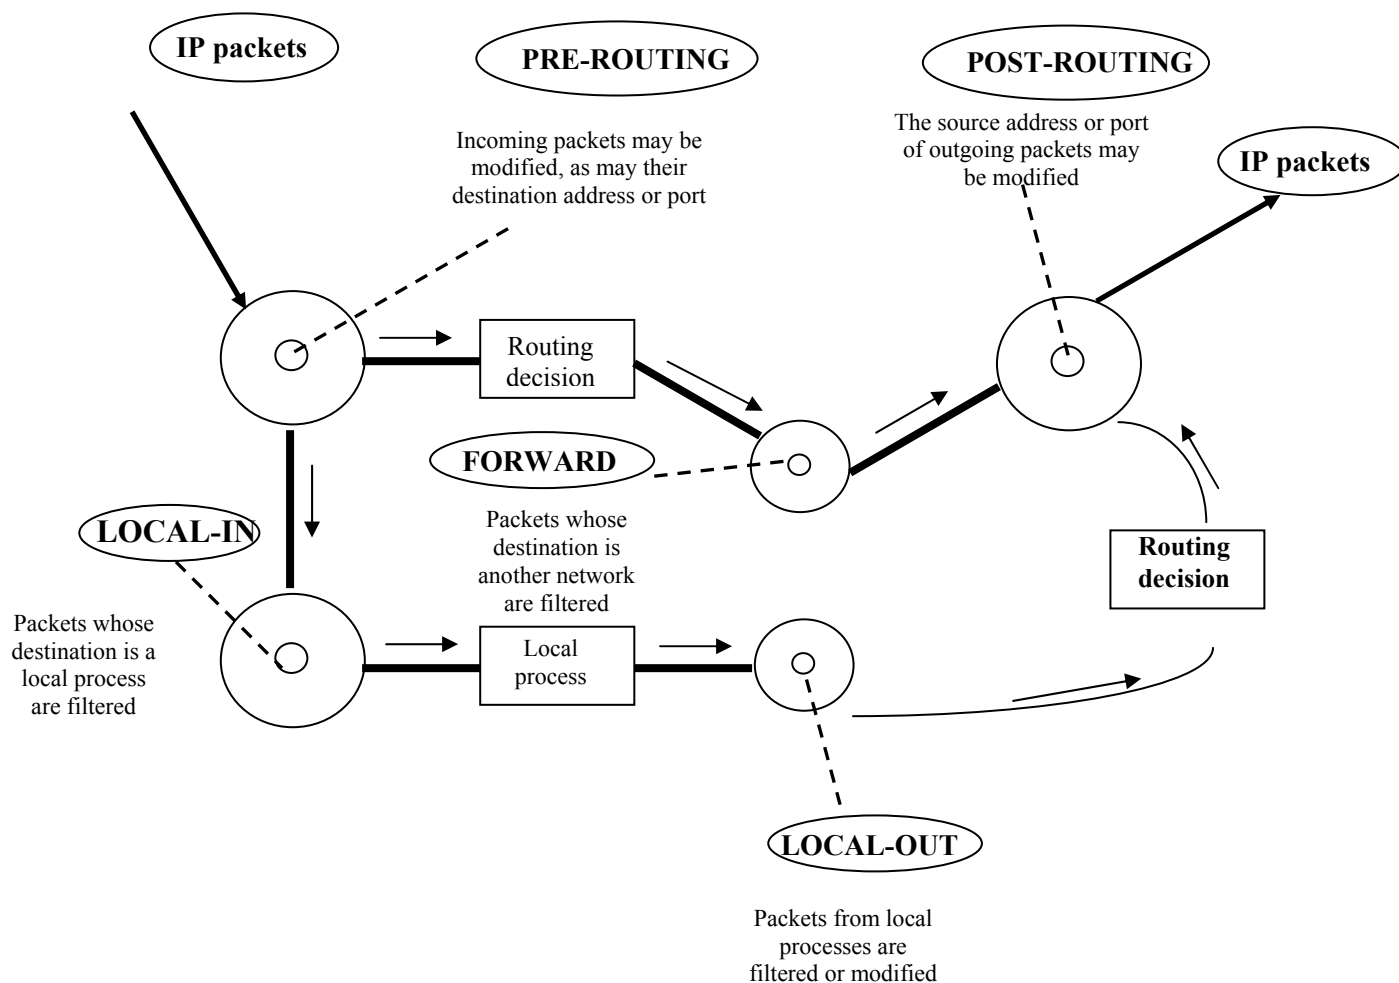 IP packets
PRE-ROUTING
POST-ROUTING
Incoming packets may be
modified, as may their
destination address or port
The source address or port
of outgoing packets may
be modified
IP packets
Routing
decision
FORWARD
Packets whose
destination is
another network
are filtered
LOCAL-IN
Packets whose
destination is a
local process
are filtered
Local
process
Routing
decision
LOCAL-OUT
Packets from local
processes are
filtered or modified